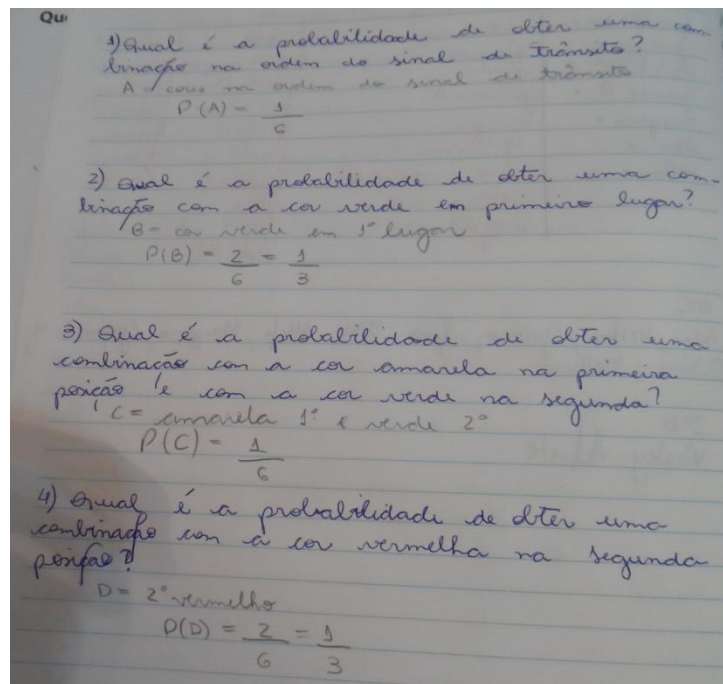 Qu
1) Qual é a probabilidade de obter uma com
binação na ordem do sinal de trânsito?
A = cores na ordem do sinal de trânsito
P(A) = 1
6
2) Qual é a probabilidade de obter uma com-
binação com a cor verde em primeiro lugar?
B = cor verde em 1º lugar
P(B) = 2 = 1
6 3
3) Qual é a probabilidade de obter uma
combinação com a cor amarela na primeira
posição e com a cor verde na segunda?
C = amarela 1º e verde 2º
P(C) = 1
6
4) Qual é a probabilidade de obter uma
combinação com a cor vermelha na segunda
posição?
D = 2º vermelho
P(D) = 2 = 1
6 3